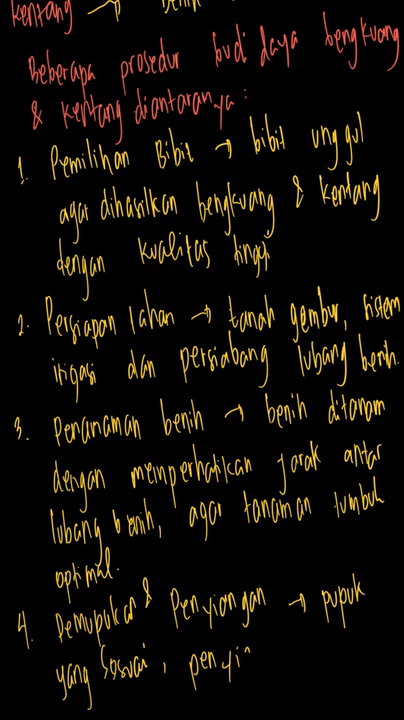 kentang → Benih
Beberapa prosedur budi daya bengkuang
& kentang diantaranya :
1. Pemilihan Bibit → bibit unggul
agar dihasilkan bengkuang & kentang
dengan kualitas tinggi
2. Persiapan lahan → tanah gembur, sistem
irigasi dan persiabang lubang benih.
3. Penanaman benih → benih ditanam
dengan memperhatikan jarak antar
lubang benih, agar tanaman tumbuh
optimal.
4. Pemupukan & Penyiangan → pupuk
yang sesuai, penyi